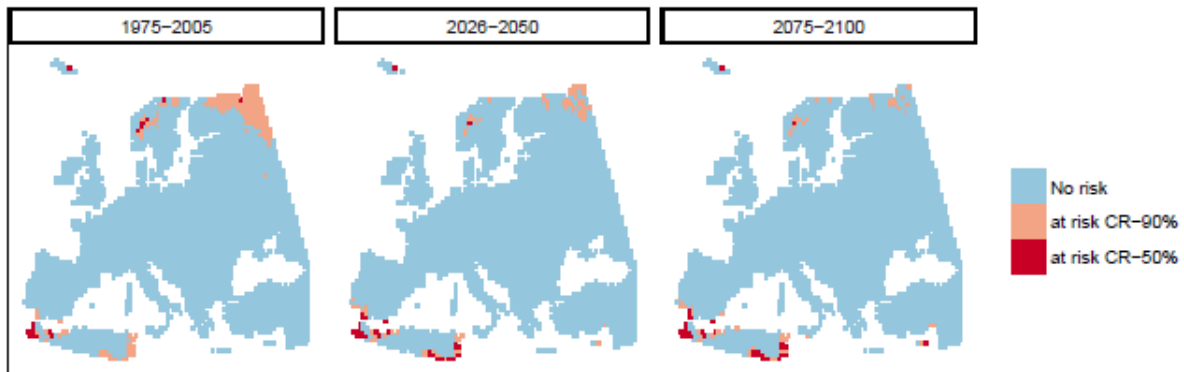 1975−2005
2026−2050
2075−2100
No risk
at risk CR−90%
at risk CR−50%